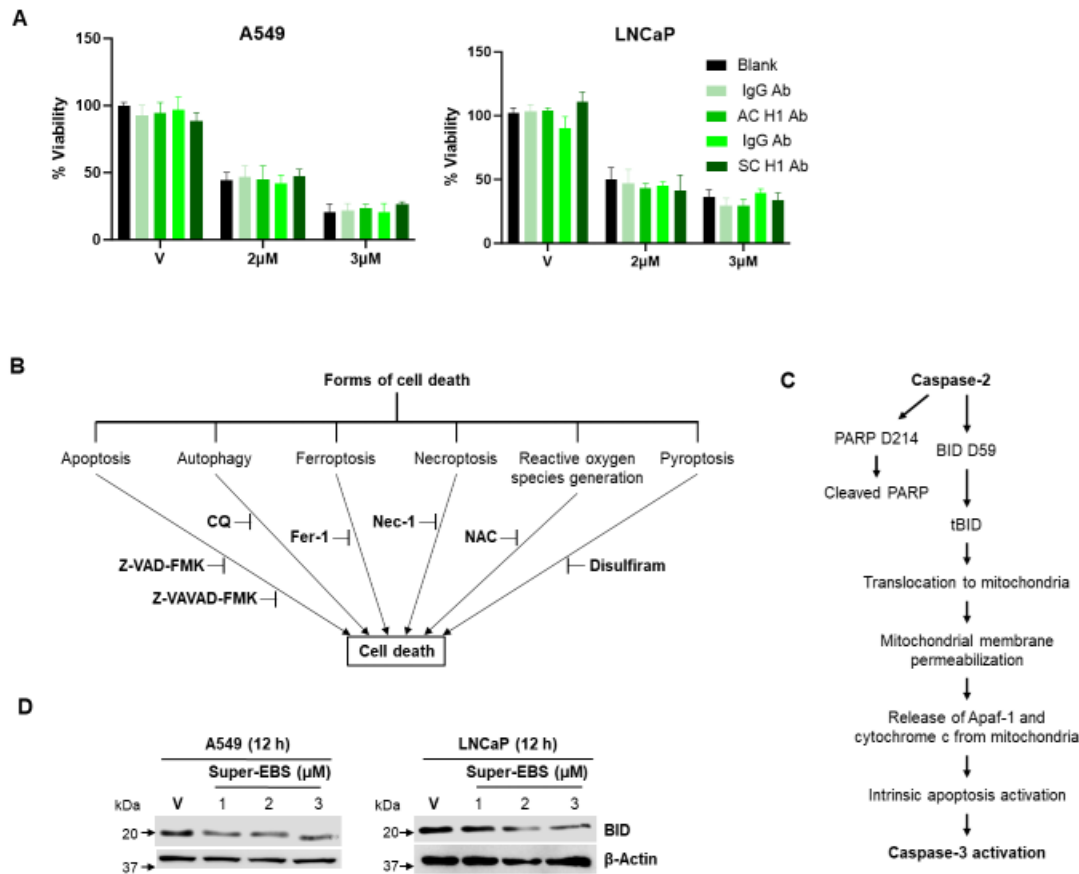 A
A549
% Viability
150
100
50
0
V
2µM
3µM
LNCaP
% Viability
150
100
50
0
V
2µM
3µM
Blank
IgG Ab
AC H1 Ab
IgG Ab
SC H1 Ab
B
Forms of cell death
Apoptosis
Autophagy
Ferroptosis
Necroptosis
Reactive oxygen
species generation
Pyroptosis
CQ
Fer-1
Nec-1
NAC
Z-VAD-FMK
Disulfiram
Z-VAVAD-FMK
Cell death
C
Caspase-2
PARP D214
BID D59
Cleaved PARP
tBID
Translocation to mitochondria
Mitochondrial membrane
permeabilization
Release of Apaf-1 and
cytochrome c from mitochondria
Intrinsic apoptosis activation
Caspase-3 activation
D
A549 (12 h)
Super-EBS (µM)
kDa
V
1
2
3
20
37
LNCaP (12 h)
Super-EBS (µM)
kDa
V
1
2
3
20
BID
37
β-Actin